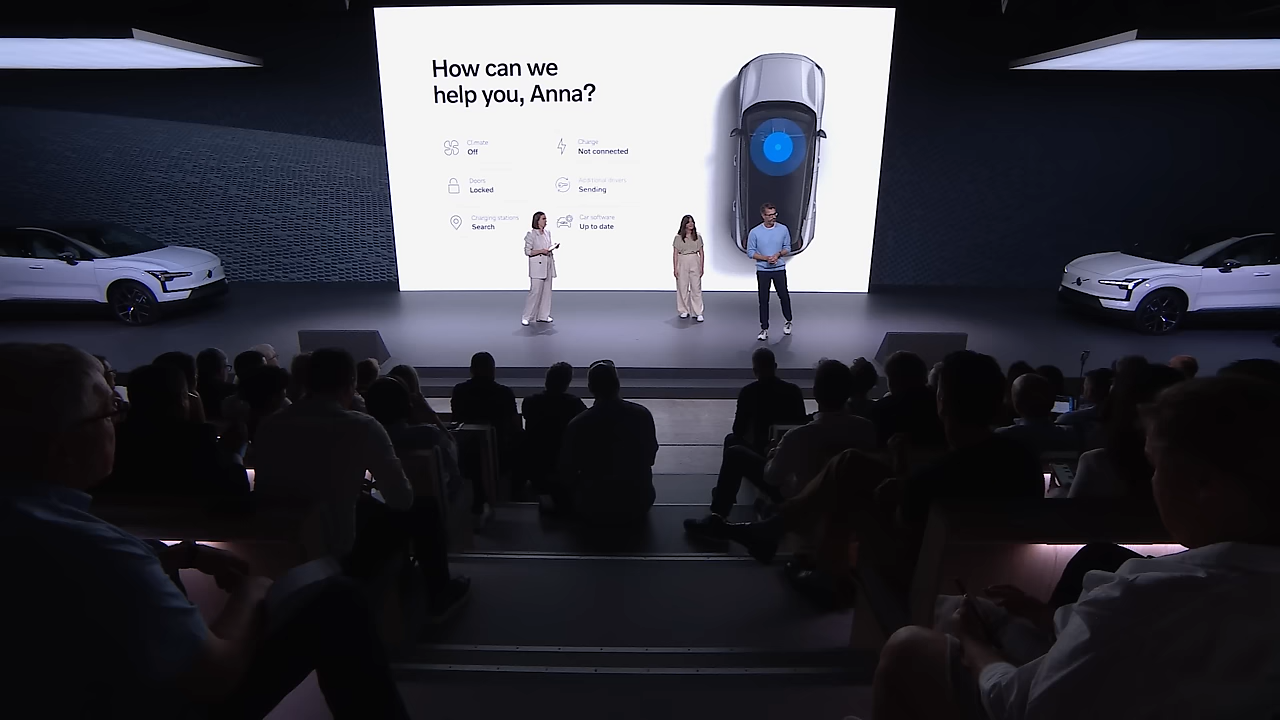 How can we
help you, Anna?
Climate
Off
Charge
Not connected
Doors
Locked
Additional drivers
Sending
Charging stations
Search
Car software
Up to date